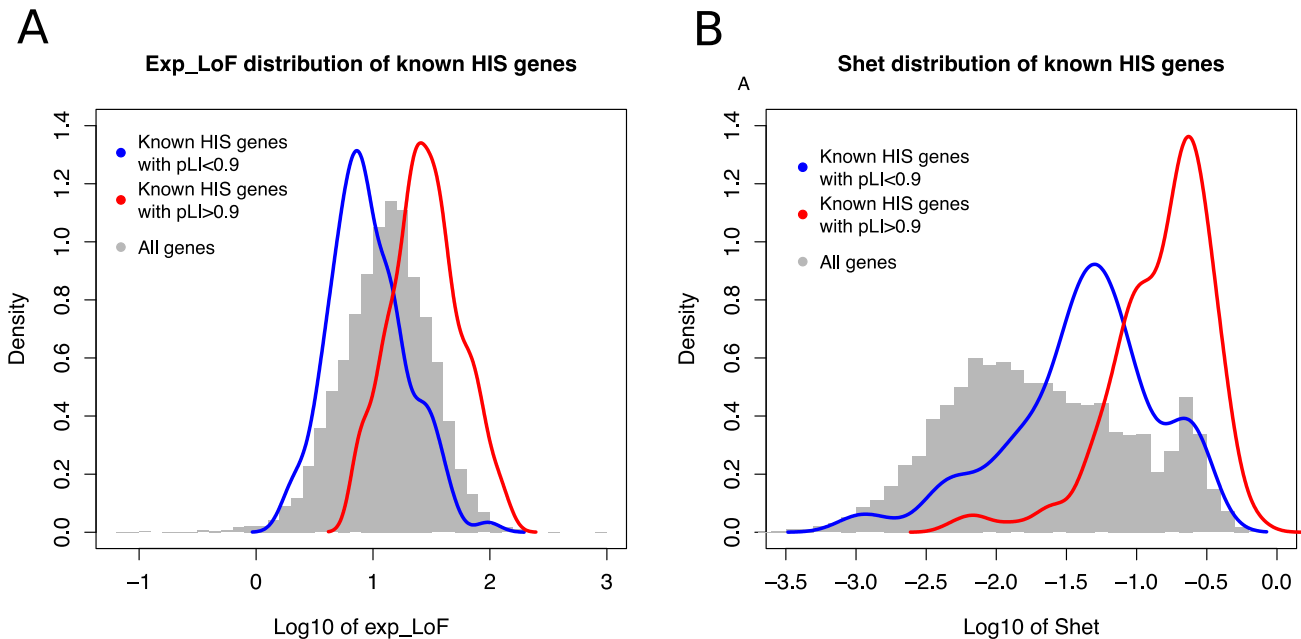 A
Exp_LoF distribution of known HIS genes
Density
0.0 0.2 0.4 0.6 0.8 1.0 1.2 1.4
Known HIS genes
with pLI<0.9
Known HIS genes
with pLI>0.9
All genes
−1 0 1 2 3
Log10 of exp_LoF
B
Shet distribution of known HIS genes
A
Density
0.0 0.2 0.4 0.6 0.8 1.0 1.2 1.4
Known HIS genes
with pLI<0.9
Known HIS genes
with pLI>0.9
All genes
−3.5 −3.0 −2.5 −2.0 −1.5 −1.0 −0.5 0.0
Log10 of Shet